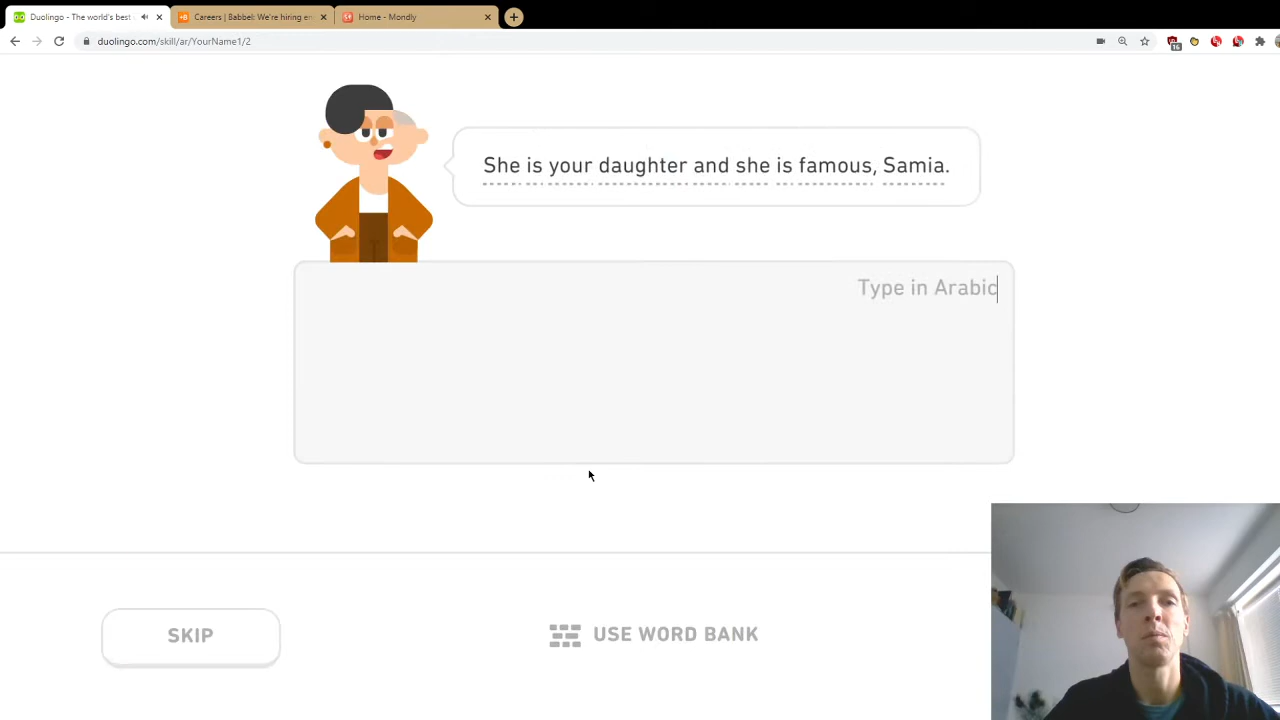 Duolingo - The world's best
Careers | Babbel: We're hiring en
Home - Mondly
duolingo.com/skill/ar/YourName1/2
16
She is your daughter and she is famous, Samia.
Type in Arabic
SKIP
USE WORD BANK